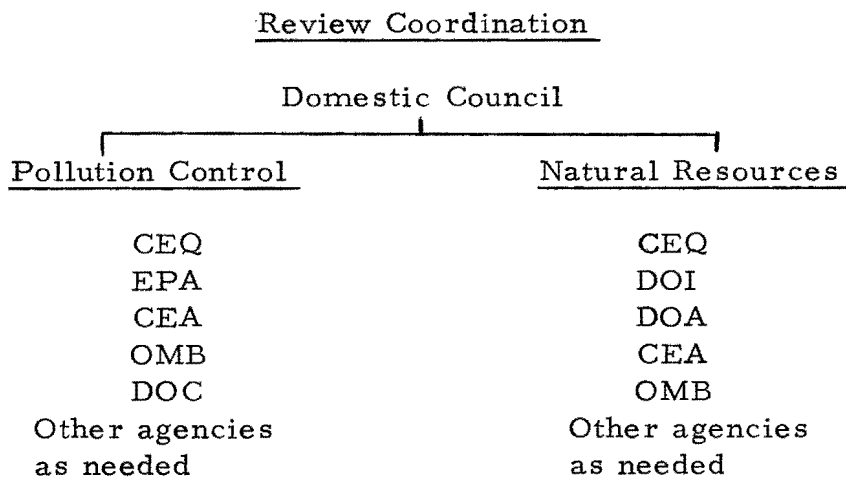 Review Coordination
Domestic Council
Pollution Control
CEQ
EPA
CEA
OMB
DOC
Other agencies
as needed
Natural Resources
CEQ
DOI
DOA
CEA
OMB
Other agencies
as needed